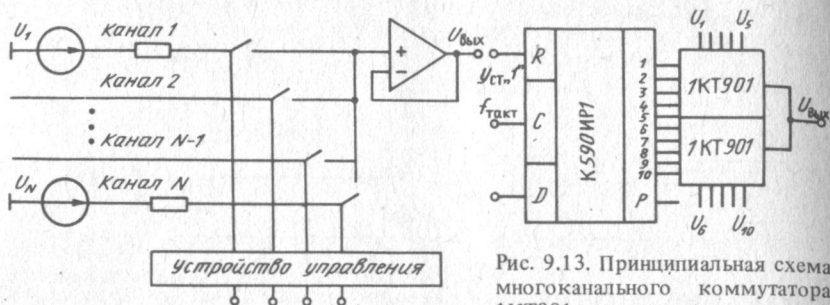 U₁
канал 1
канал 2
канал N-1
Uₙ
канал N
устройство управления
+
−
Uвых
R
Уст„1"
fтакт
C
D
К590ИР1
1
2
3
4
5
6
7
8
9
10
P
U₁ U₅
1КТ901
1КТ901
U₆ U₁₀
Uвых
Рис. 9.13. Принципиальная схема
многоканального коммутатора